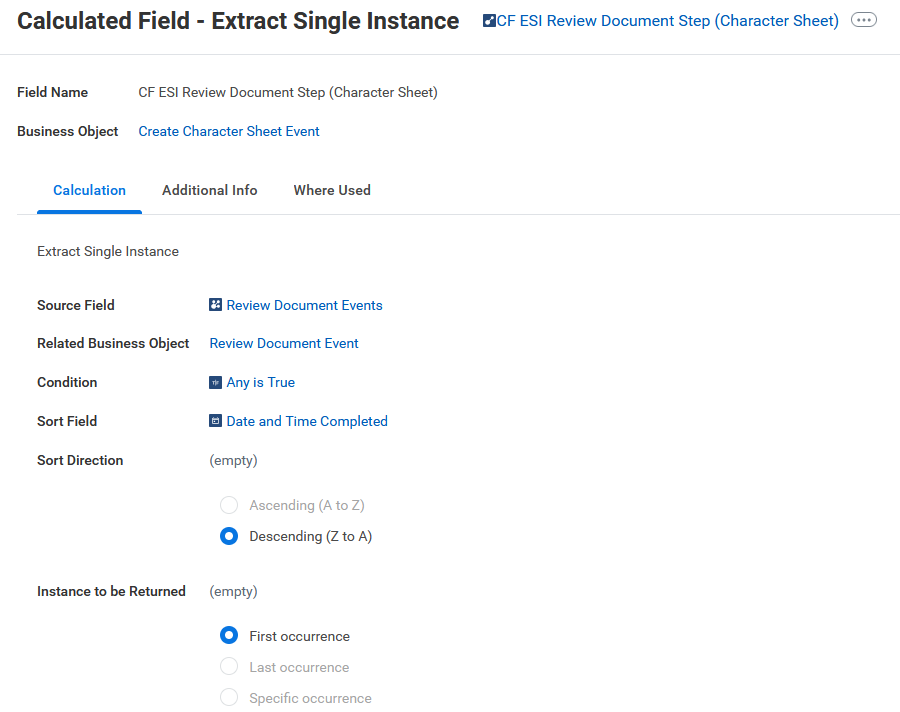 Calculated Field - Extract Single Instance CF ESI Review Document Step (Character Sheet)
Field Name CF ESI Review Document Step (Character Sheet)
Business Object Create Character Sheet Event
Calculation Additional Info Where Used
Extract Single Instance
Source Field Review Document Events
Related Business Object Review Document Event
Condition Any is True
Sort Field Date and Time Completed
Sort Direction (empty)
Ascending (A to Z)
Descending (Z to A)
Instance to be Returned (empty)
First occurrence
Last occurrence
Specific occurrence